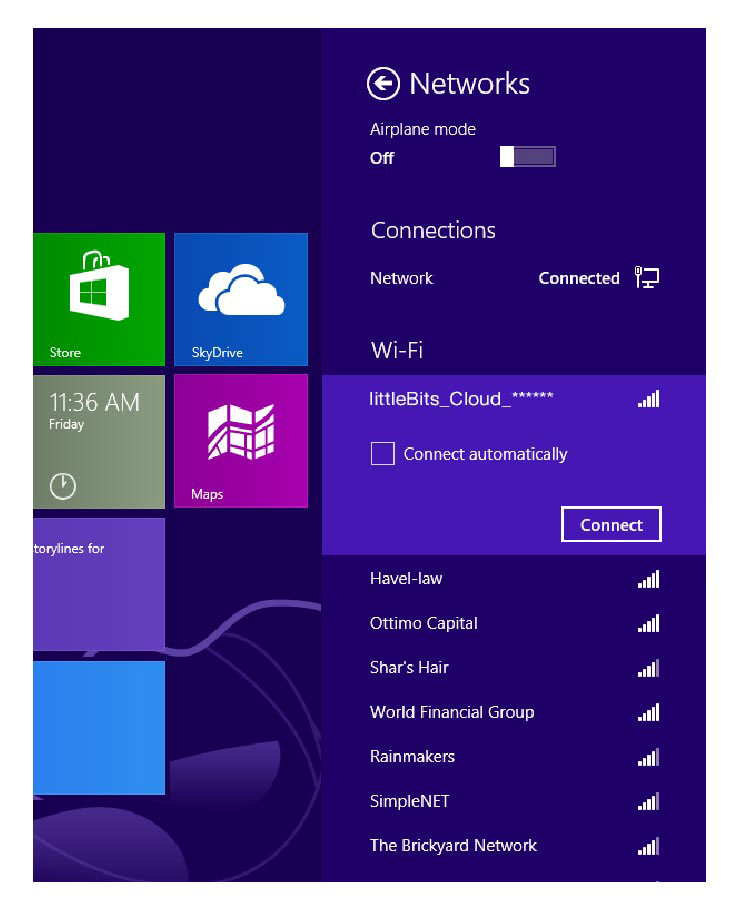 Networks
Airplane mode
Off
Connections
Network Connected
Wi-Fi
littleBits_Cloud_******
Connect automatically
Connect
Havel-law
Ottimo Capital
Shar's Hair
World Financial Group
Rainmakers
SimpleNET
The Brickyard Network
Store
SkyDrive
11:36 AM
Friday
Maps
torylines for